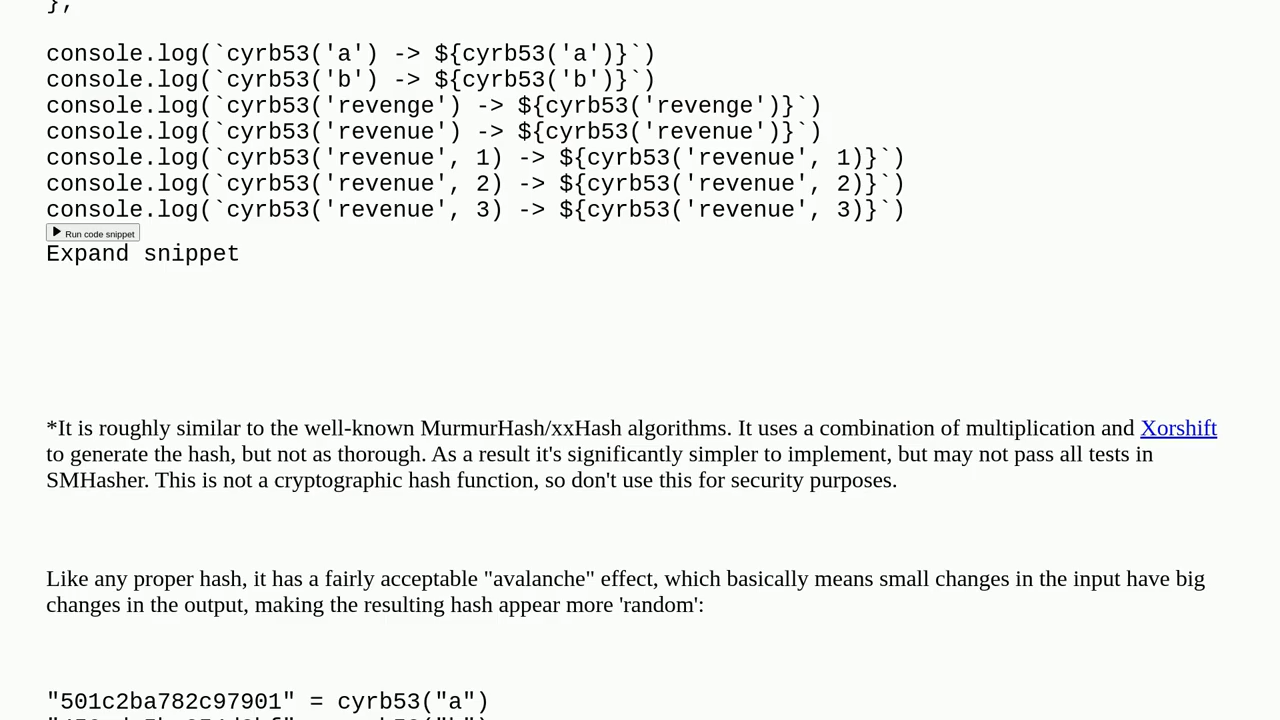 },
console.log(`cyrb53('a') -> ${cyrb53('a')}`)
console.log(`cyrb53('b') -> ${cyrb53('b')}`)
console.log(`cyrb53('revenge') -> ${cyrb53('revenge')}`)
console.log(`cyrb53('revenue') -> ${cyrb53('revenue')}`)
console.log(`cyrb53('revenue', 1) -> ${cyrb53('revenue', 1)}`)
console.log(`cyrb53('revenue', 2) -> ${cyrb53('revenue', 2)}`)
console.log(`cyrb53('revenue', 3) -> ${cyrb53('revenue', 3)}`)
Run code snippet
Expand snippet
*It is roughly similar to the well-known MurmurHash/xxHash algorithms. It uses a combination of multiplication and Xorshift
to generate the hash, but not as thorough. As a result it's significantly simpler to implement, but may not pass all tests in
SMHasher. This is not a cryptographic hash function, so don't use this for security purposes.
Like any proper hash, it has a fairly acceptable "avalanche" effect, which basically means small changes in the input have big
changes in the output, making the resulting hash appear more 'random':
"501c2ba782c97901" = cyrb53("a")